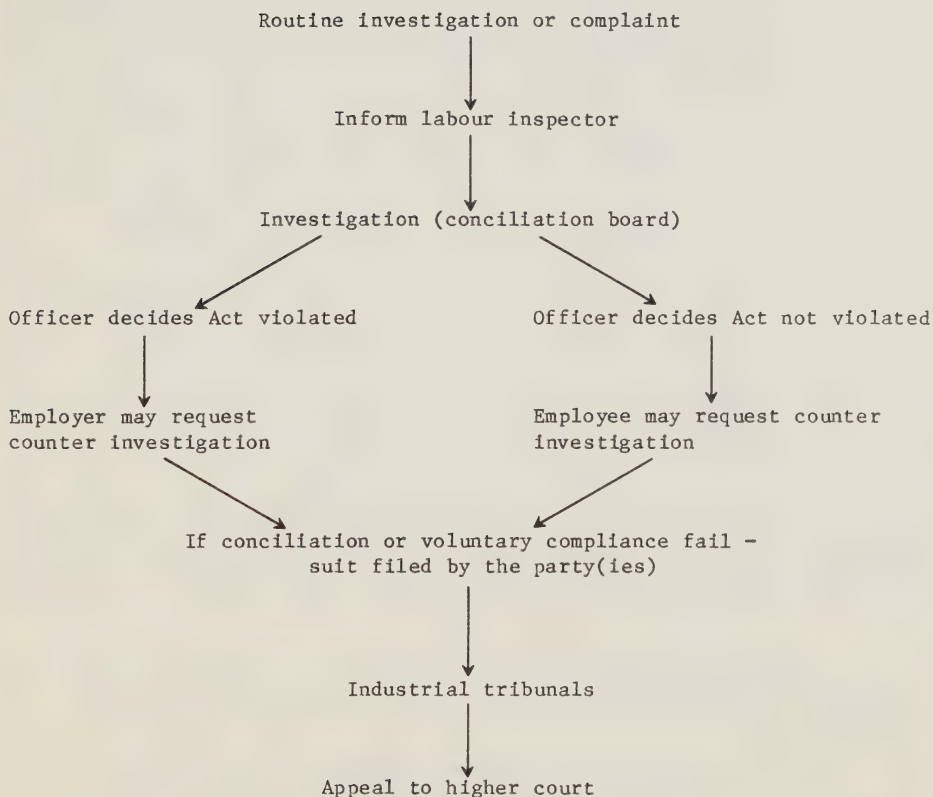 Routine investigation or complaint
Inform labour inspector
Investigation (conciliation board)
Officer decides Act violated
Officer decides Act not violated
Employer may request
counter investigation
Employee may request counter
investigation
If conciliation or voluntary compliance fail -
suit filed by the party(ies)
Industrial tribunals
Appeal to higher court